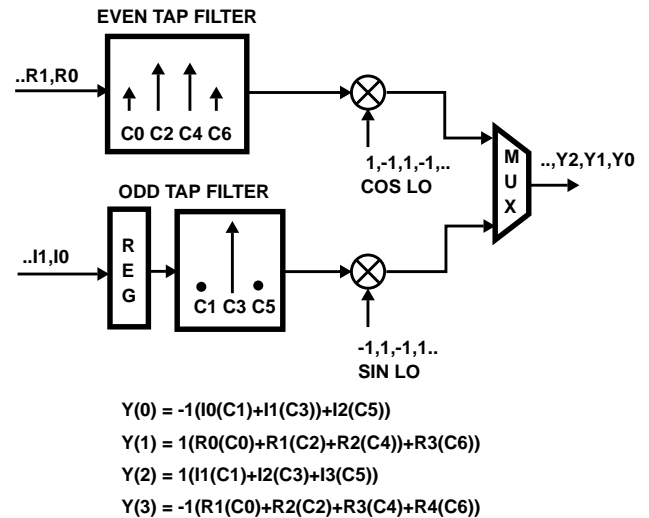 EVEN TAP FILTER
..R1,R0
C0 C2 C4 C6
1,-1,1,-1,..
COS LO
MUX
..,Y2,Y1,Y0
ODD TAP FILTER
..I1,I0
REG
C1 C3 C5
-1,1,-1,1..
SIN LO
Y(0) = -1(I0(C1)+I1(C3))+I2(C5))
Y(1) = 1(R0(C0)+R1(C2)+R2(C4))+R3(C6))
Y(2) = 1(I1(C1)+I2(C3)+I3(C5))
Y(3) = -1(R1(C0)+R2(C2)+R3(C4)+R4(C6))